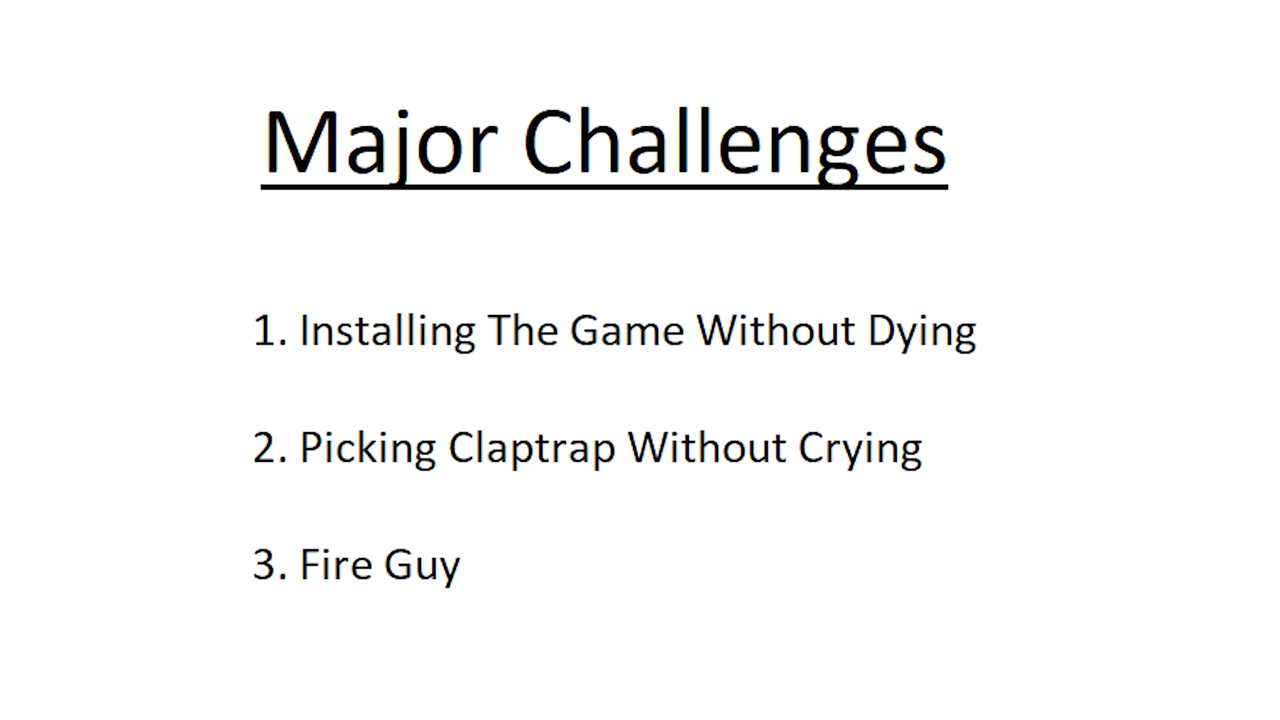 Major Challenges
1. Installing The Game Without Dying
2. Picking Claptrap Without Crying
3. Fire Guy